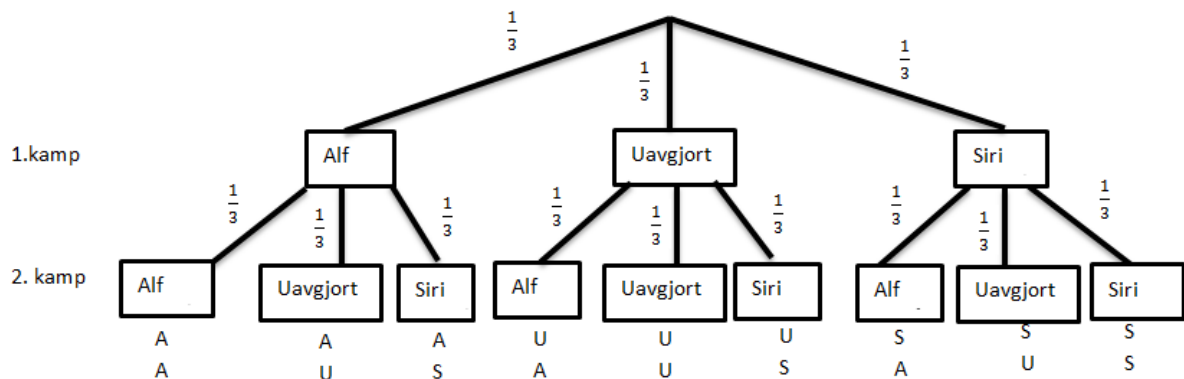 1/3 1/3 1/3
1.kamp Alf Uavgjort Siri
1/3 1/3 1/3 1/3 1/3 1/3 1/3 1/3 1/3
2. kamp Alf Uavgjort Siri Alf Uavgjort Siri Alf Uavgjort Siri
A A A U U U S S S
A U S A U S A U S